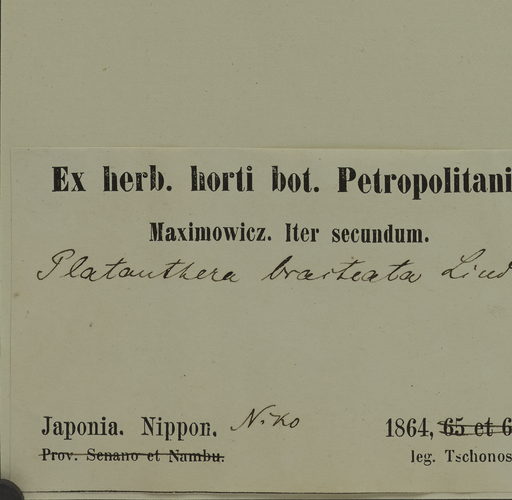 Ex herb. horti bot. Petropolitani
Maximowicz. Iter secundum.
Platanthera bracteata Lind
Japonia. Nippon. Niko 1864, 65 et 6
Prov. Senano et Nambu. leg. Tschonos